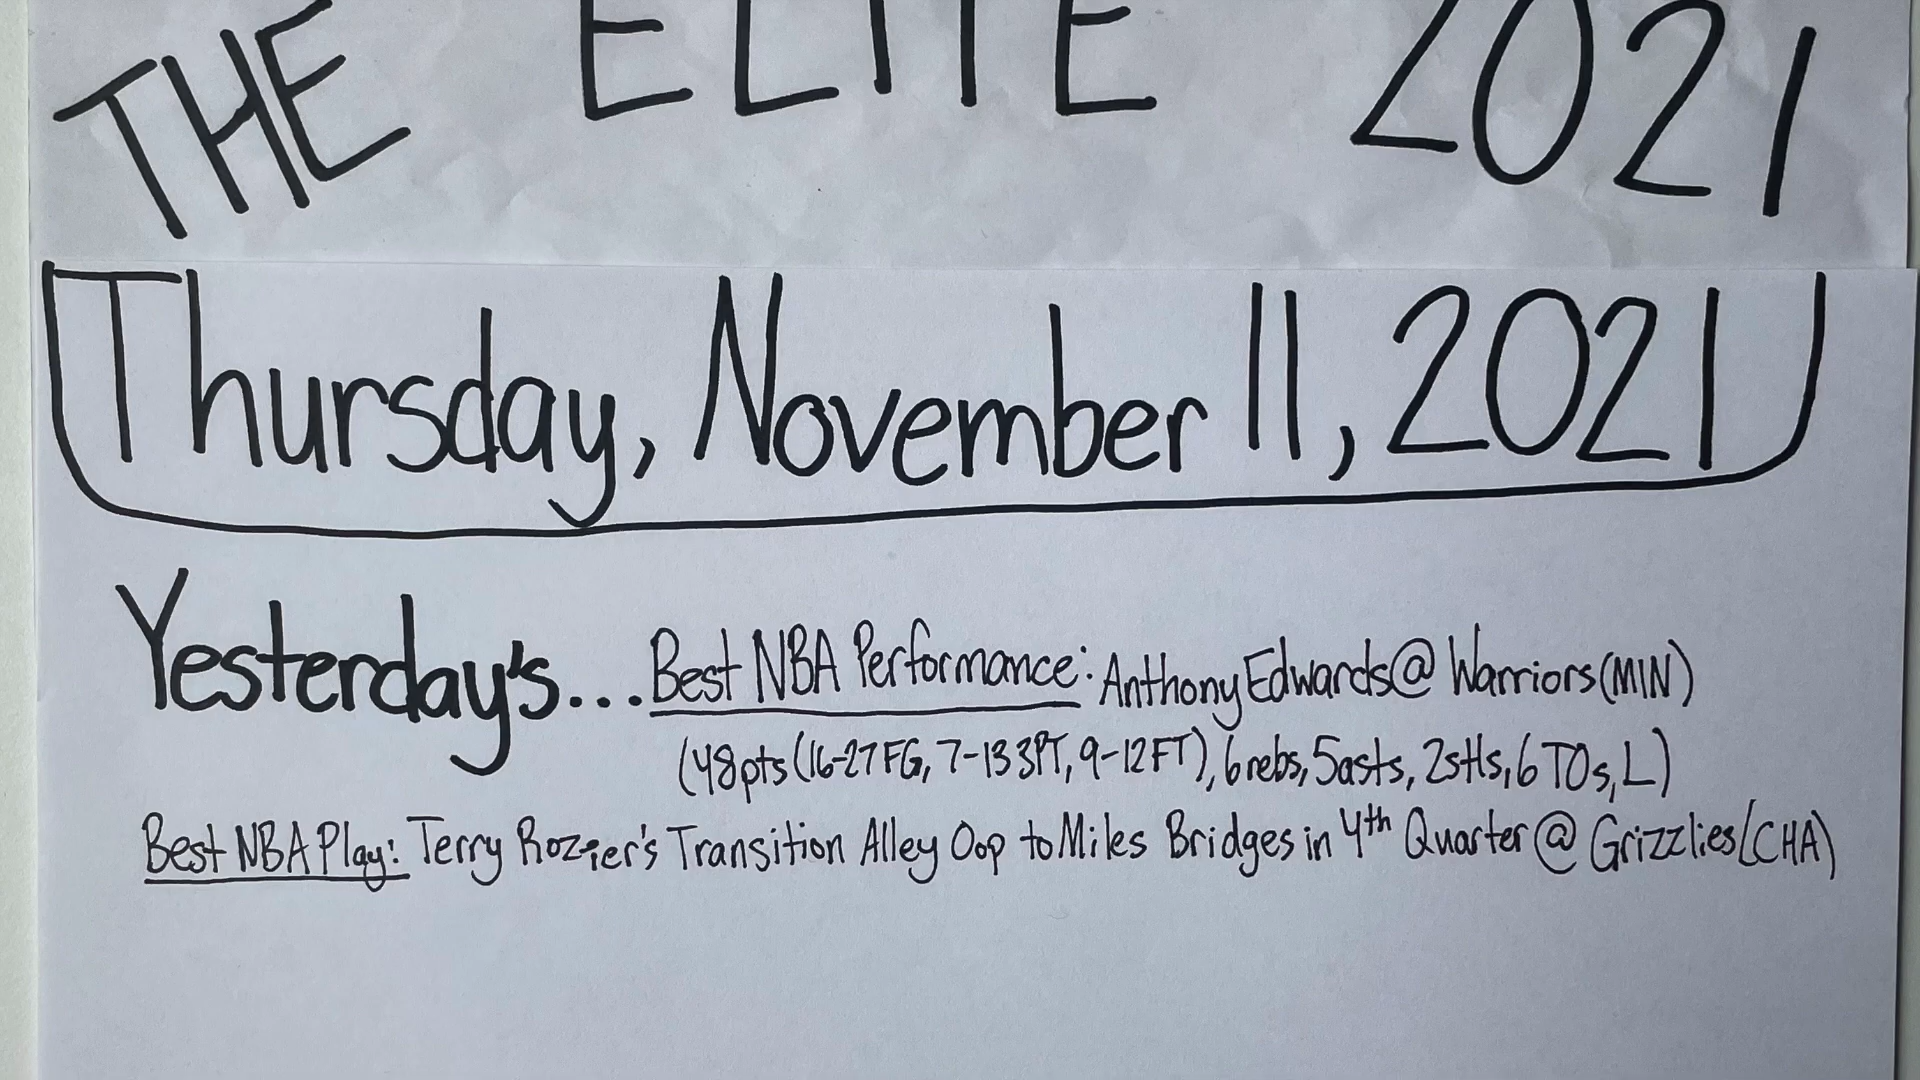 THE ELITE 2021
Thursday, November 11, 2021
Yesterday's... Best NBA Performance: Anthony Edwards @ Warriors (MIN)
(48pts (16-27 FG, 7-13 3PT, 9-12 FT), 6 rebs, 5 asts, 2 stls, 6 TOs, L)
Best NBA Play: Terry Rozier's Transition Alley Oop to Miles Bridges in 4th Quarter @ Grizzlies (CHA)